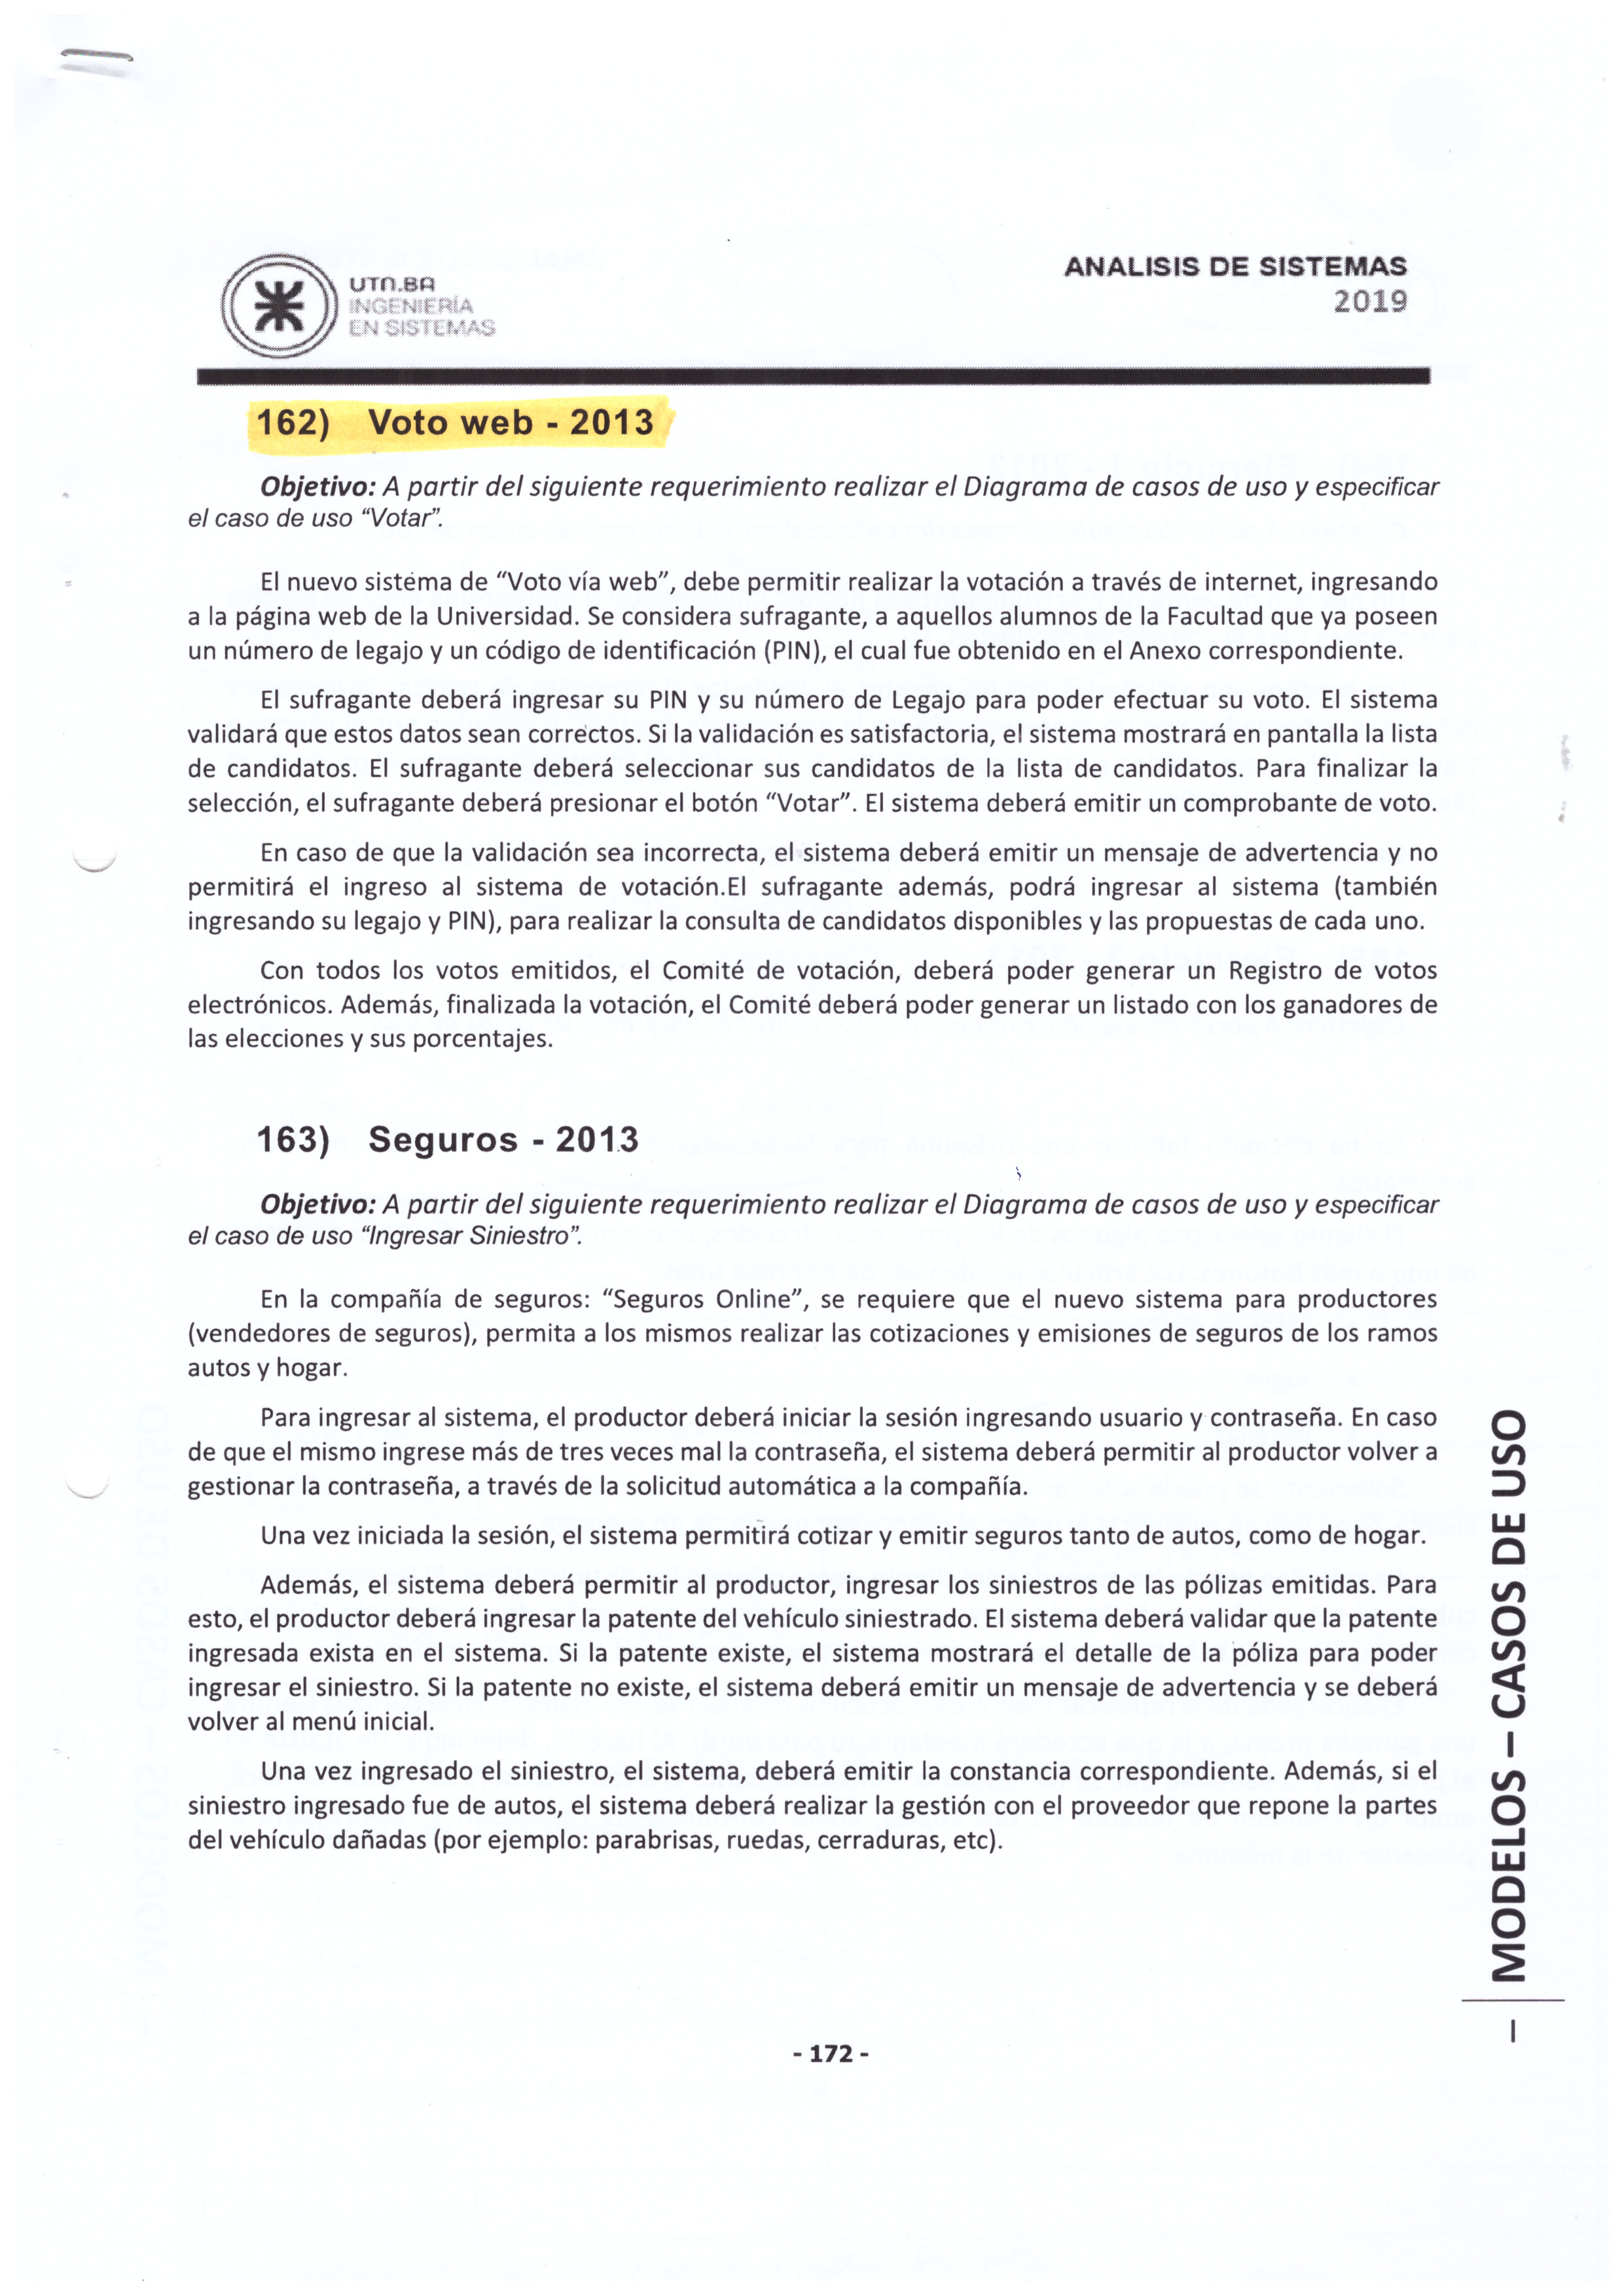 UTN.BA
INGENIERÍA
EN SISTEMAS
ANALISIS DE SISTEMAS
2019
162) Voto web - 2013
Objetivo: A partir del siguiente requerimiento realizar el Diagrama de casos de uso y especificar
el caso de uso “Votar”.
El nuevo sistema de “Voto vía web”, debe permitir realizar la votación a través de internet, ingresando
a la página web de la Universidad. Se considera sufragante, a aquellos alumnos de la Facultad que ya poseen
un número de legajo y un código de identificación (PIN), el cual fue obtenido en el Anexo correspondiente.
El sufragante deberá ingresar su PIN y su número de Legajo para poder efectuar su voto. El sistema
validará que estos datos sean correctos. Si la validación es satisfactoria, el sistema mostrará en pantalla la lista
de candidatos. El sufragante deberá seleccionar sus candidatos de la lista de candidatos. Para finalizar la
selección, el sufragante deberá presionar el botón “Votar”. El sistema deberá emitir un comprobante de voto.
En caso de que la validación sea incorrecta, el sistema deberá emitir un mensaje de advertencia y no
permitirá el ingreso al sistema de votación.El sufragante además, podrá ingresar al sistema (también
ingresando su legajo y PIN), para realizar la consulta de candidatos disponibles y las propuestas de cada uno.
Con todos los votos emitidos, el Comité de votación, deberá poder generar un Registro de votos
electrónicos. Además, finalizada la votación, el Comité deberá poder generar un listado con los ganadores de
las elecciones y sus porcentajes.
163) Seguros - 2013
Objetivo: A partir del siguiente requerimiento realizar el Diagrama de casos de uso y especificar
el caso de uso “Ingresar Siniestro”.
En la compañía de seguros: “Seguros Online”, se requiere que el nuevo sistema para productores
(vendedores de seguros), permita a los mismos realizar las cotizaciones y emisiones de seguros de los ramos
autos y hogar.
Para ingresar al sistema, el productor deberá iniciar la sesión ingresando usuario y contraseña. En caso
de que el mismo ingrese más de tres veces mal la contraseña, el sistema deberá permitir al productor volver a
gestionar la contraseña, a través de la solicitud automática a la compañía.
Una vez iniciada la sesión, el sistema permitirá cotizar y emitir seguros tanto de autos, como de hogar.
Además, el sistema deberá permitir al productor, ingresar los siniestros de las pólizas emitidas. Para
esto, el productor deberá ingresar la patente del vehículo siniestrado. El sistema deberá validar que la patente
ingresada exista en el sistema. Si la patente existe, el sistema mostrará el detalle de la póliza para poder
ingresar el siniestro. Si la patente no existe, el sistema deberá emitir un mensaje de advertencia y se deberá
volver al menú inicial.
Una vez ingresado el siniestro, el sistema, deberá emitir la constancia correspondiente. Además, si el
siniestro ingresado fue de autos, el sistema deberá realizar la gestión con el proveedor que repone la partes
del vehículo dañadas (por ejemplo: parabrisas, ruedas, cerraduras, etc).
I – MODELOS – CASOS DE USO
- 172 -